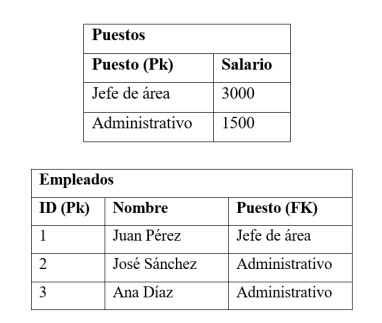 Puestos
Puesto (Pk) Salario
Jefe de área 3000
Administrativo 1500
Empleados
ID (Pk) Nombre Puesto (FK)
1 Juan Pérez Jefe de área
2 José Sánchez Administrativo
3 Ana Díaz Administrativo